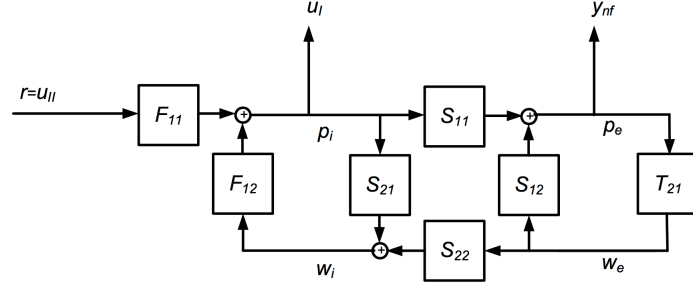 u_I y_nf
r=u_II F_11 + S_11 +
p_i p_e
F_12 S_21 S_12 T_21
+ S_22
w_i w_e